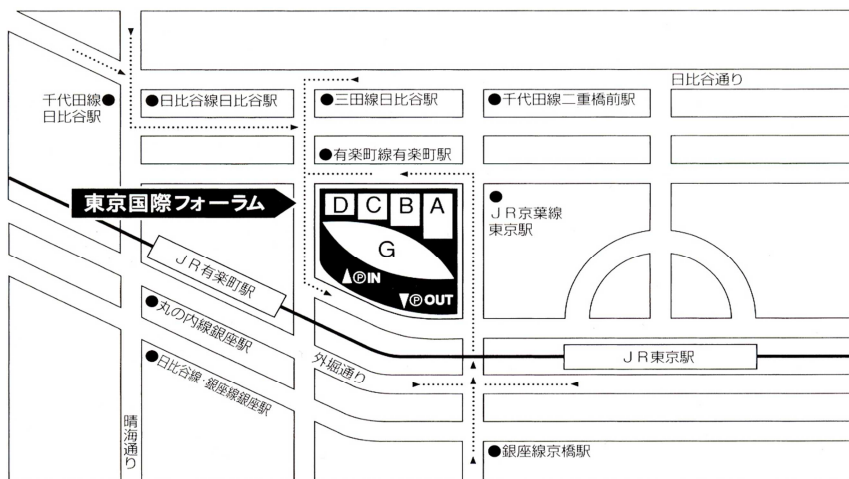 日比谷通り
千代田線●
日比谷駅
●日比谷線日比谷駅
●三田線日比谷駅
●千代田線二重橋前駅
●有楽町線有楽町駅
東京国際フォーラム
D C B A
G
▲ⓅIN
▼ⓅOUT
●
ＪＲ京葉線
東京駅
ＪＲ有楽町駅
●丸の内線銀座駅
●日比谷線・銀座線銀座駅
外堀通り
ＪＲ東京駅
晴海通り
●銀座線京橋駅